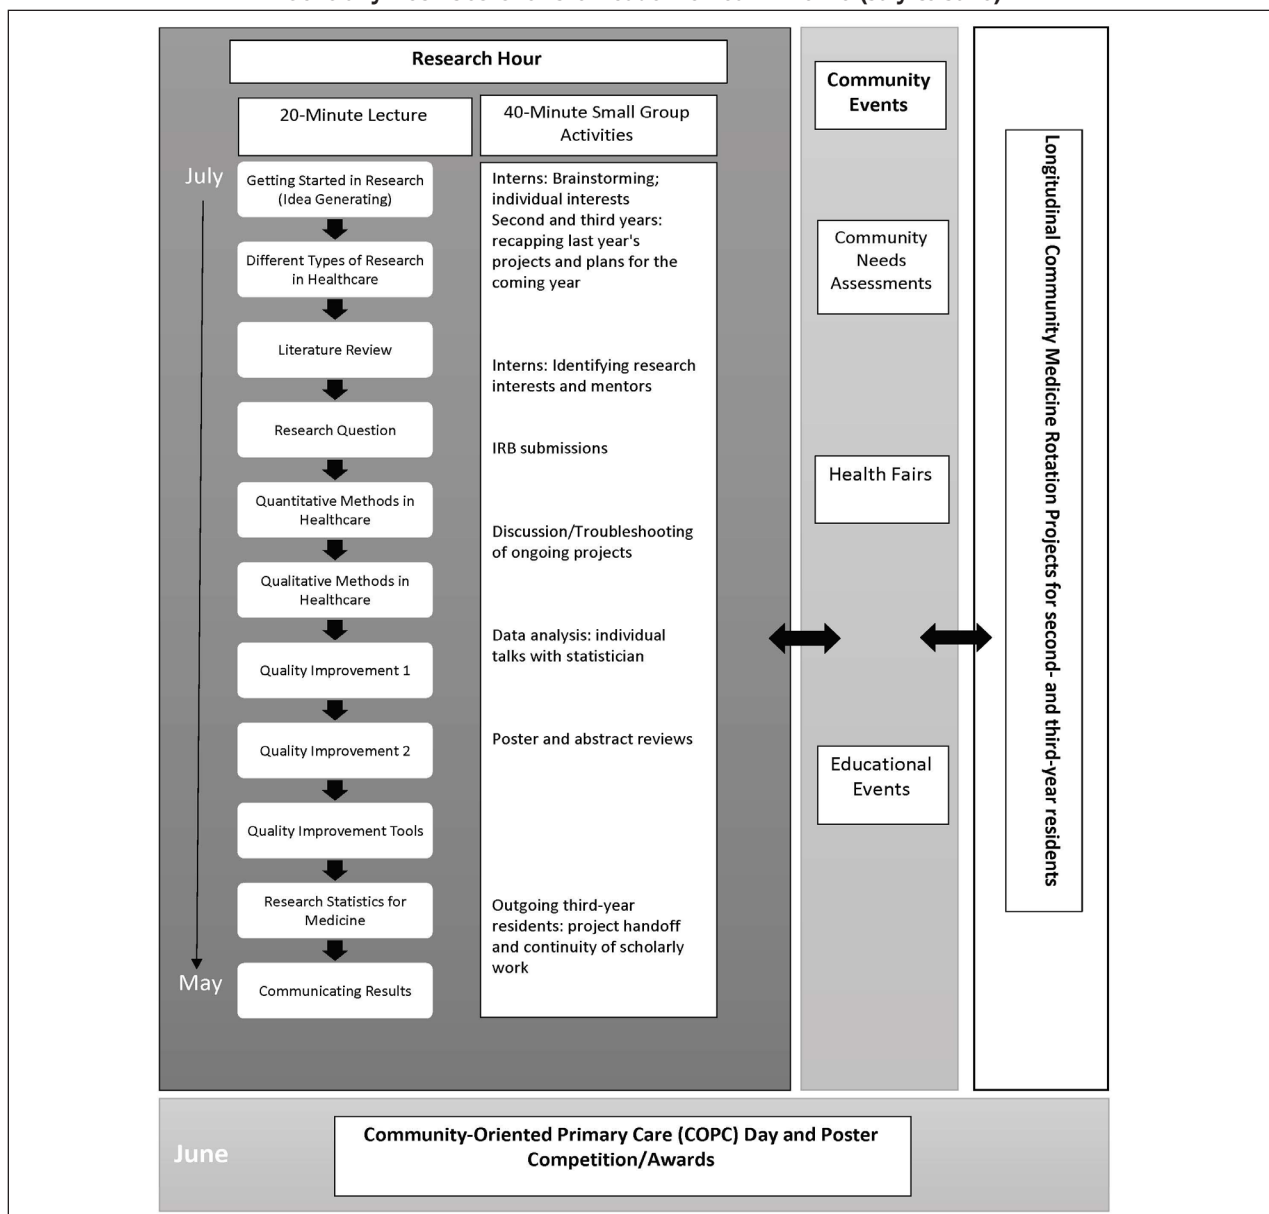 Research Hour
20-Minute Lecture
40-Minute Small Group
Activities
July
Getting Started in Research
(Idea Generating)
Different Types of Research
in Healthcare
Literature Review
Research Question
Quantitative Methods in
Healthcare
Qualitative Methods in
Healthcare
Quality Improvement 1
Quality Improvement 2
Quality Improvement Tools
Research Statistics for
Medicine
Communicating Results
May
Interns: Brainstorming;
individual interests
Second and third years:
recapping last year's
projects and plans for the
coming year
Interns: Identifying research
interests and mentors
IRB submissions
Discussion/Troubleshooting
of ongoing projects
Data analysis: individual
talks with statistician
Poster and abstract reviews
Outgoing third-year
residents: project handoff
and continuity of scholarly
work
Community
Events
Community
Needs
Assessments
Health Fairs
Educational
Events
Longitudinal Community Medicine Rotation Projects for second- and third-year residents
June
Community-Oriented Primary Care (COPC) Day and Poster
Competition/Awards